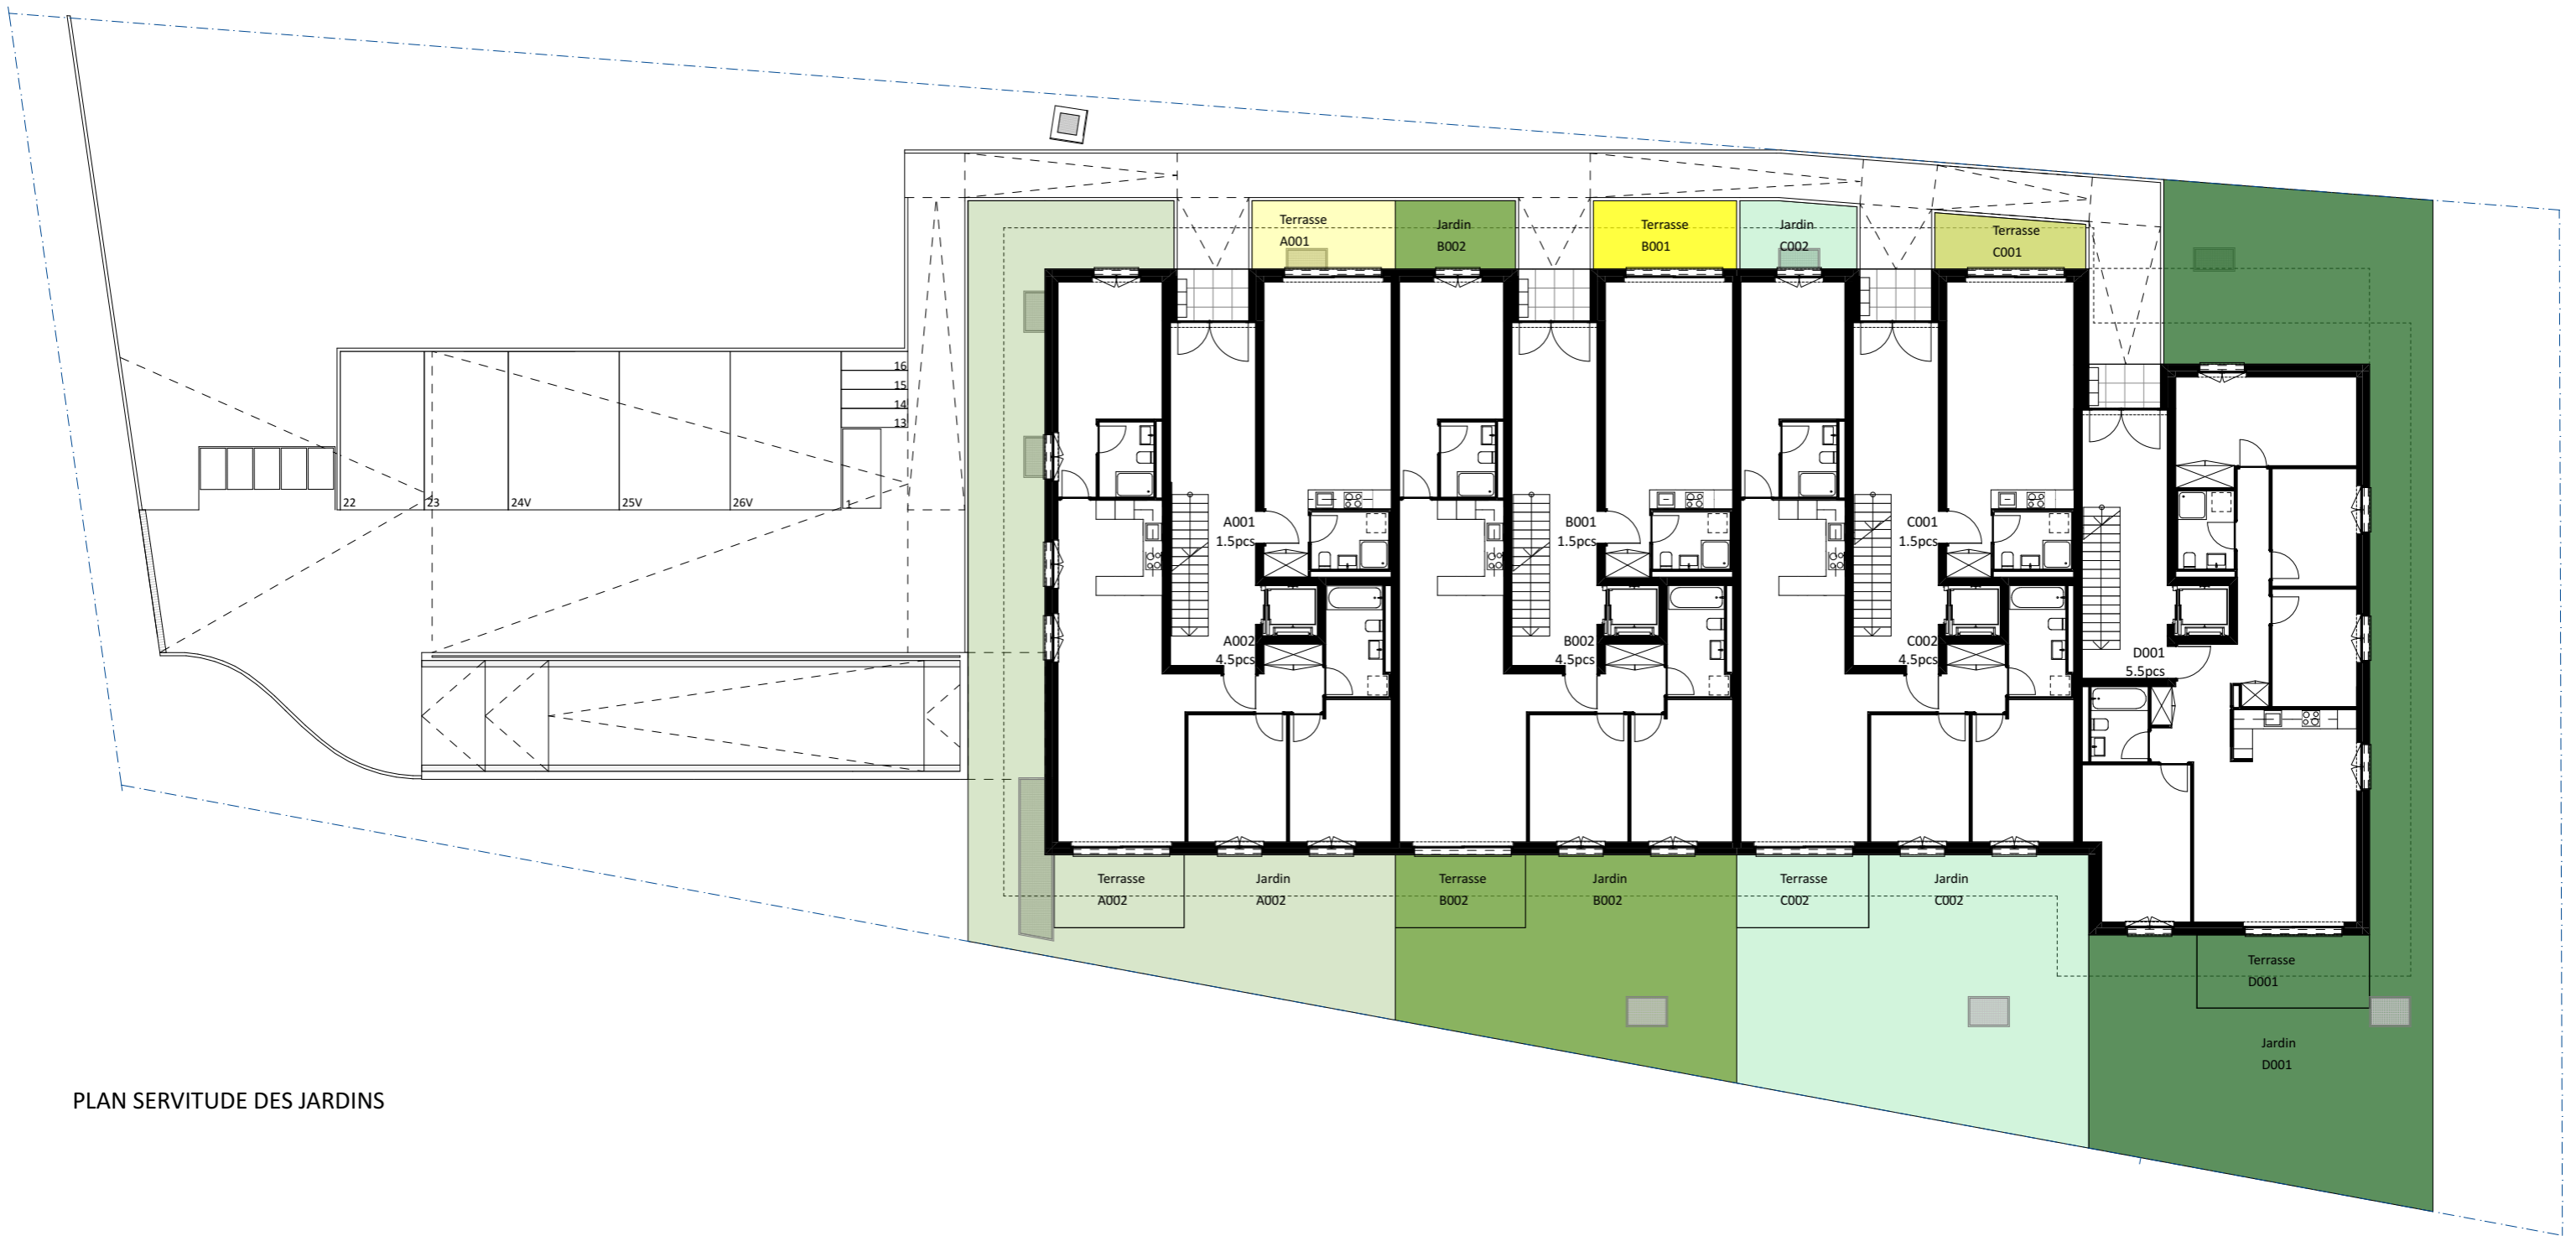 Terrasse
A001
Jardin
B002
Terrasse
B001
Jardin
C002
Terrasse
C001
16
15
14
13
22
23
24V
25V
26V
1
A001
1.5pcs
B001
1.5pcs
C001
1.5pcs
A002
4.5pcs
B002
4.5pcs
C002
4.5pcs
D001
5.5pcs
Terrasse
A002
Jardin
A002
Terrasse
B002
Jardin
B002
Terrasse
C002
Jardin
C002
Terrasse
D001
Jardin
D001
PLAN SERVITUDE DES JARDINS